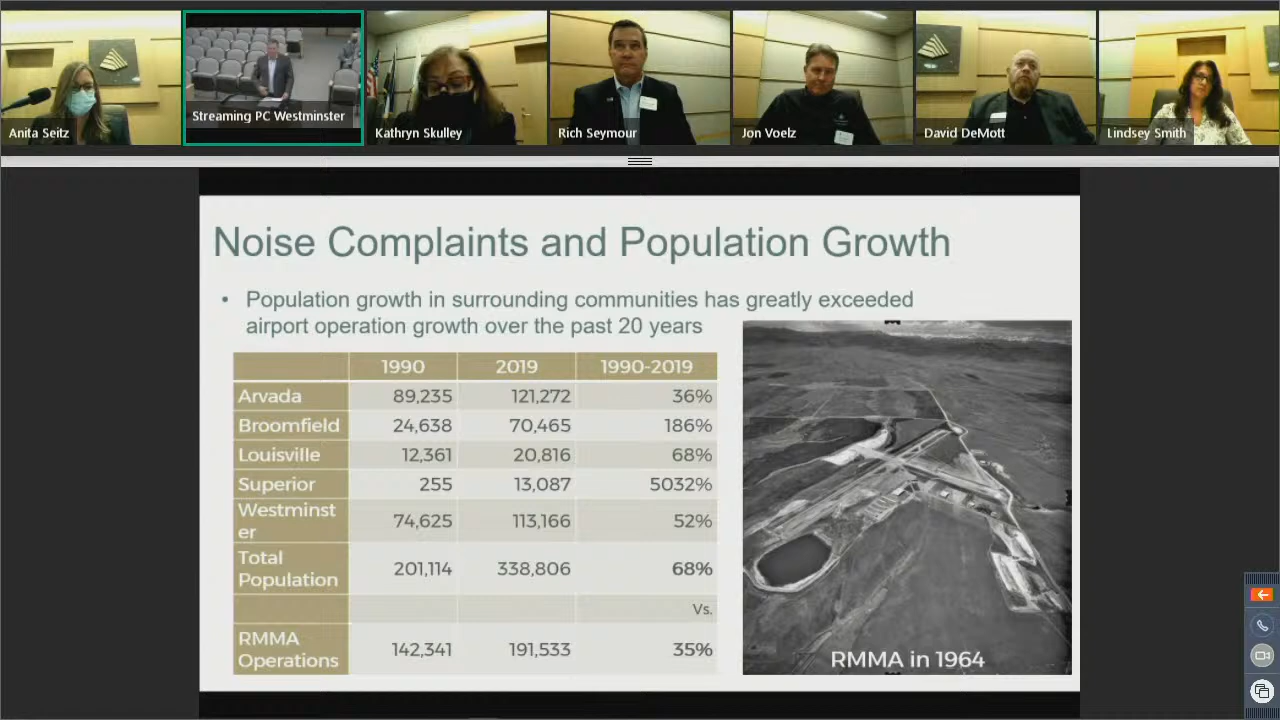 Anita Seitz
Streaming PC Westminster
Kathryn Skulley
Rich Seymour
Jon Voelz
David DeMott
Lindsey Smith
Noise Complaints and Population Growth
• Population growth in surrounding communities has greatly exceeded
airport operation growth over the past 20 years
1990 2019 1990-2019
Arvada 89,235 121,272 36%
Broomfield 24,638 70,465 186%
Louisville 12,361 20,816 68%
Superior 255 13,087 5032%
Westminst
er 74,625 113,166 52%
Total
Population 201,114 338,806 68%
Vs.
RMMA
Operations 142,341 191,533 35%
RMMA in 1964